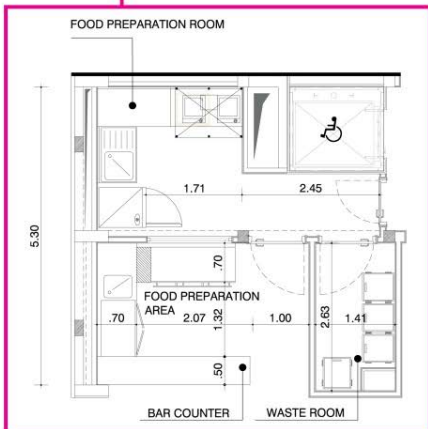 FOOD PREPARATION ROOM
1.71
2.45
5.30
.70
FOOD PREPARATION
AREA
.70
2.07
1.32
1.00
2.63
1.41
.50
BAR COUNTER
WASTE ROOM